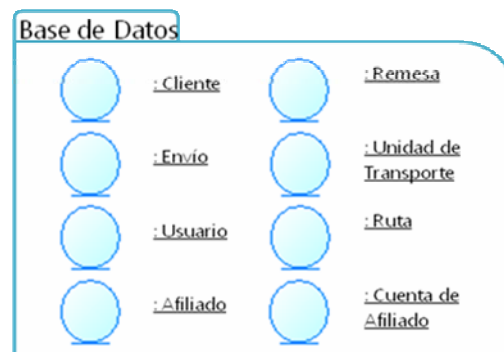 Base de Datos
: Cliente
: Remesa
: Envío
: Unidad de
Transporte
: Usuario
: Ruta
: Afiliado
: Cuenta de
Afiliado